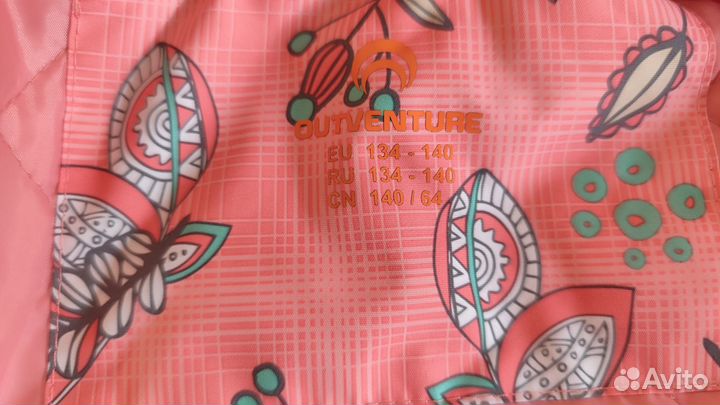 OUTVENTURE
EU 134 - 140
RU 134 - 140
CN 140 / 64
Avito